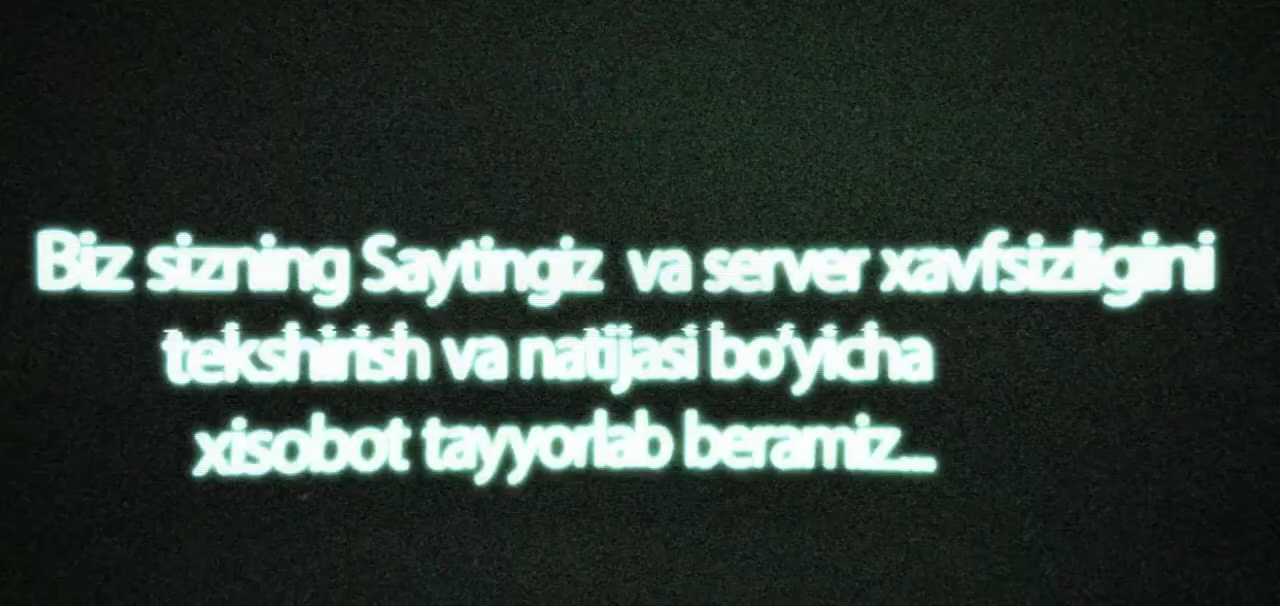 Biz sizning Saytingiz va server xavfsizligini
tekshirish va natijasi bo'yicha
xisobot tayyorlab beramiz...